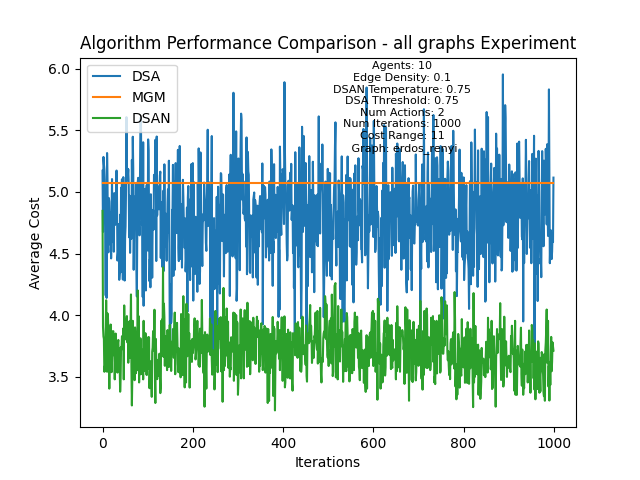 Algorithm Performance Comparison - all graphs Experiment
DSA
MGM
DSAN
Agents: 10
Edge Density: 0.1
DSAN Temperature: 0.75
DSA Threshold: 0.75
Num Actions: 2
Num Iterations: 1000
Cost Range: 11
Graph: erdos_renyi
Average Cost
6.0
5.5
5.0
4.5
4.0
3.5
0
200
400
600
800
1000
Iterations